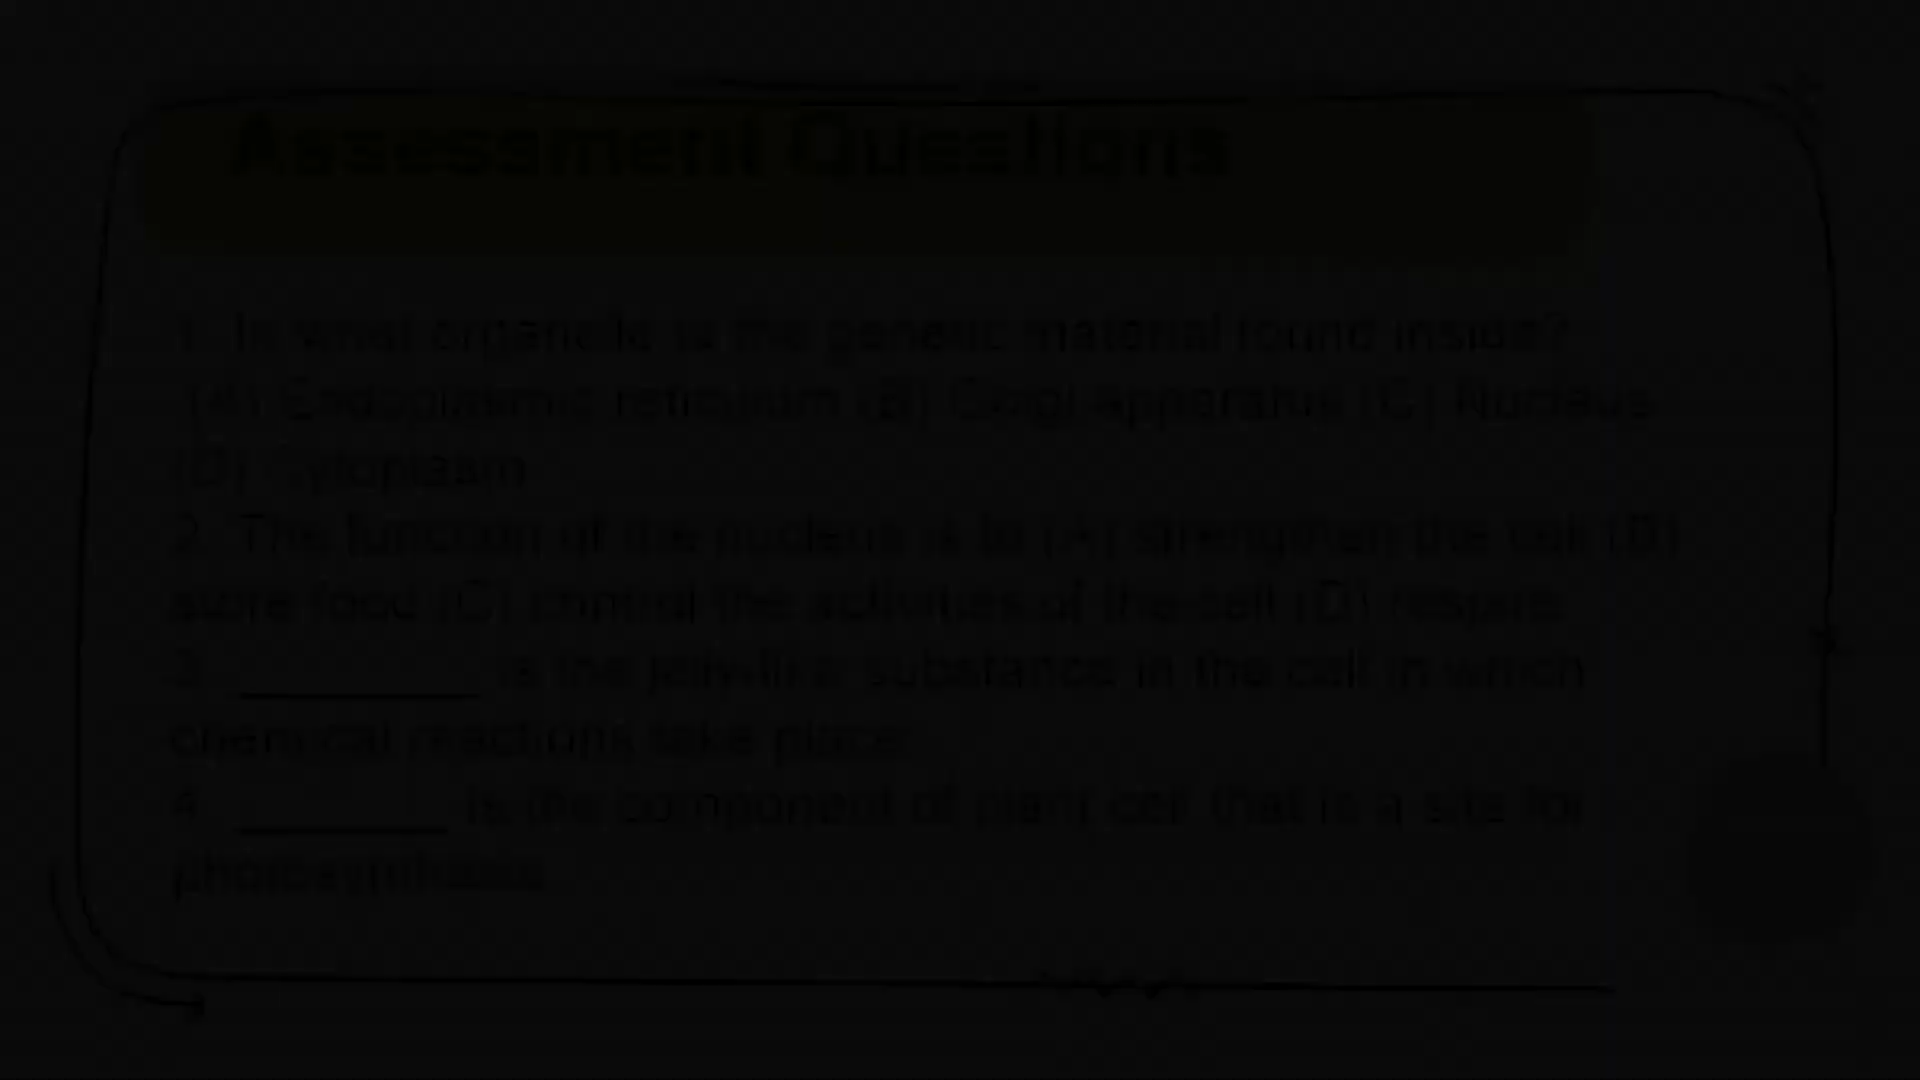 Assessment Questions
1. In what organelle is the genetic material found inside?
(A) Endoplasmic reticulum (B) Golgi apparatus (C) Nucleus
(D) Cytoplasm
2. The function of the nucleus is to (A) strengthen the cell (B)
store food (C) control the activities of the cell (D) respire
3. ________ is the jelly-like substance in the cell in which
chemical reactions take place.
4. _______ is the component of plant cell that is a site for
photosynthesis